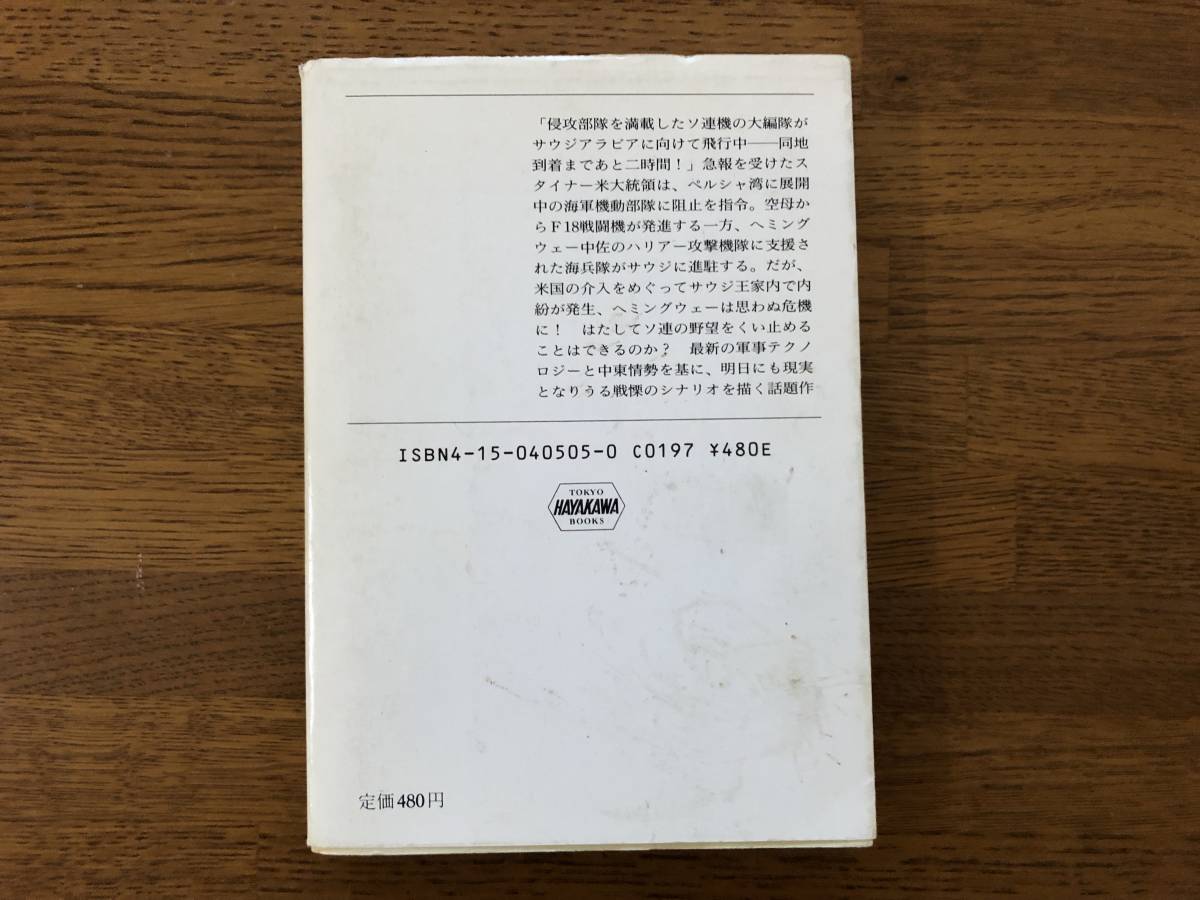 「侵攻部隊を満載したソ連機の大編隊が
サウジアラビアに向けて飛行中――同地
到着まであと二時間！」急報を受けたス
タイナー米大統領は、ペルシャ湾に展開
中の海軍機動部隊に阻止を指令。空母か
らF18戦闘機が発進する一方、ヘミング
ウェー中佐のハリアー攻撃機隊に支援さ
れた海兵隊がサウジに進駐する。だが、
米国の介入をめぐってサウジ王家内で内
紛が発生、ヘミングウェーは思わぬ危機
に！　はたしてソ連の野望をくい止める
ことはできるのか？　最新の軍事テクノ
ロジーと中東情勢を基に、明日にも現実
となりうる戦慄のシナリオを描く話題作
ISBN4-15-040505-0 C0197 ¥480E
TOKYO
HAYAKAWA
BOOKS
定価480円